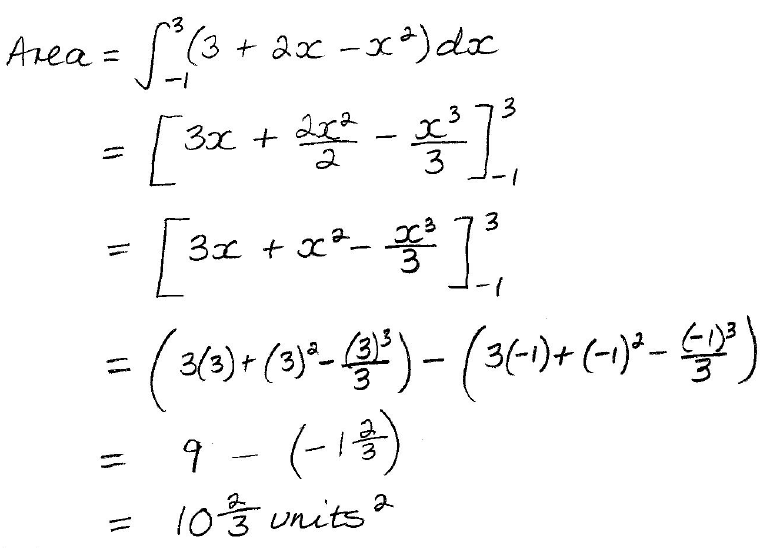 Area = ∫₋₁³ (3 + 2x − x²) dx
= [3x + 2x²/2 − x³/3]₋₁³
= [3x + x² − x³/3]₋₁³
= (3(3) + (3)² − (3)³/3) − (3(−1) + (−1)² − (−1)³/3)
= 9 − (−1 2/3)
= 10 2/3 units²